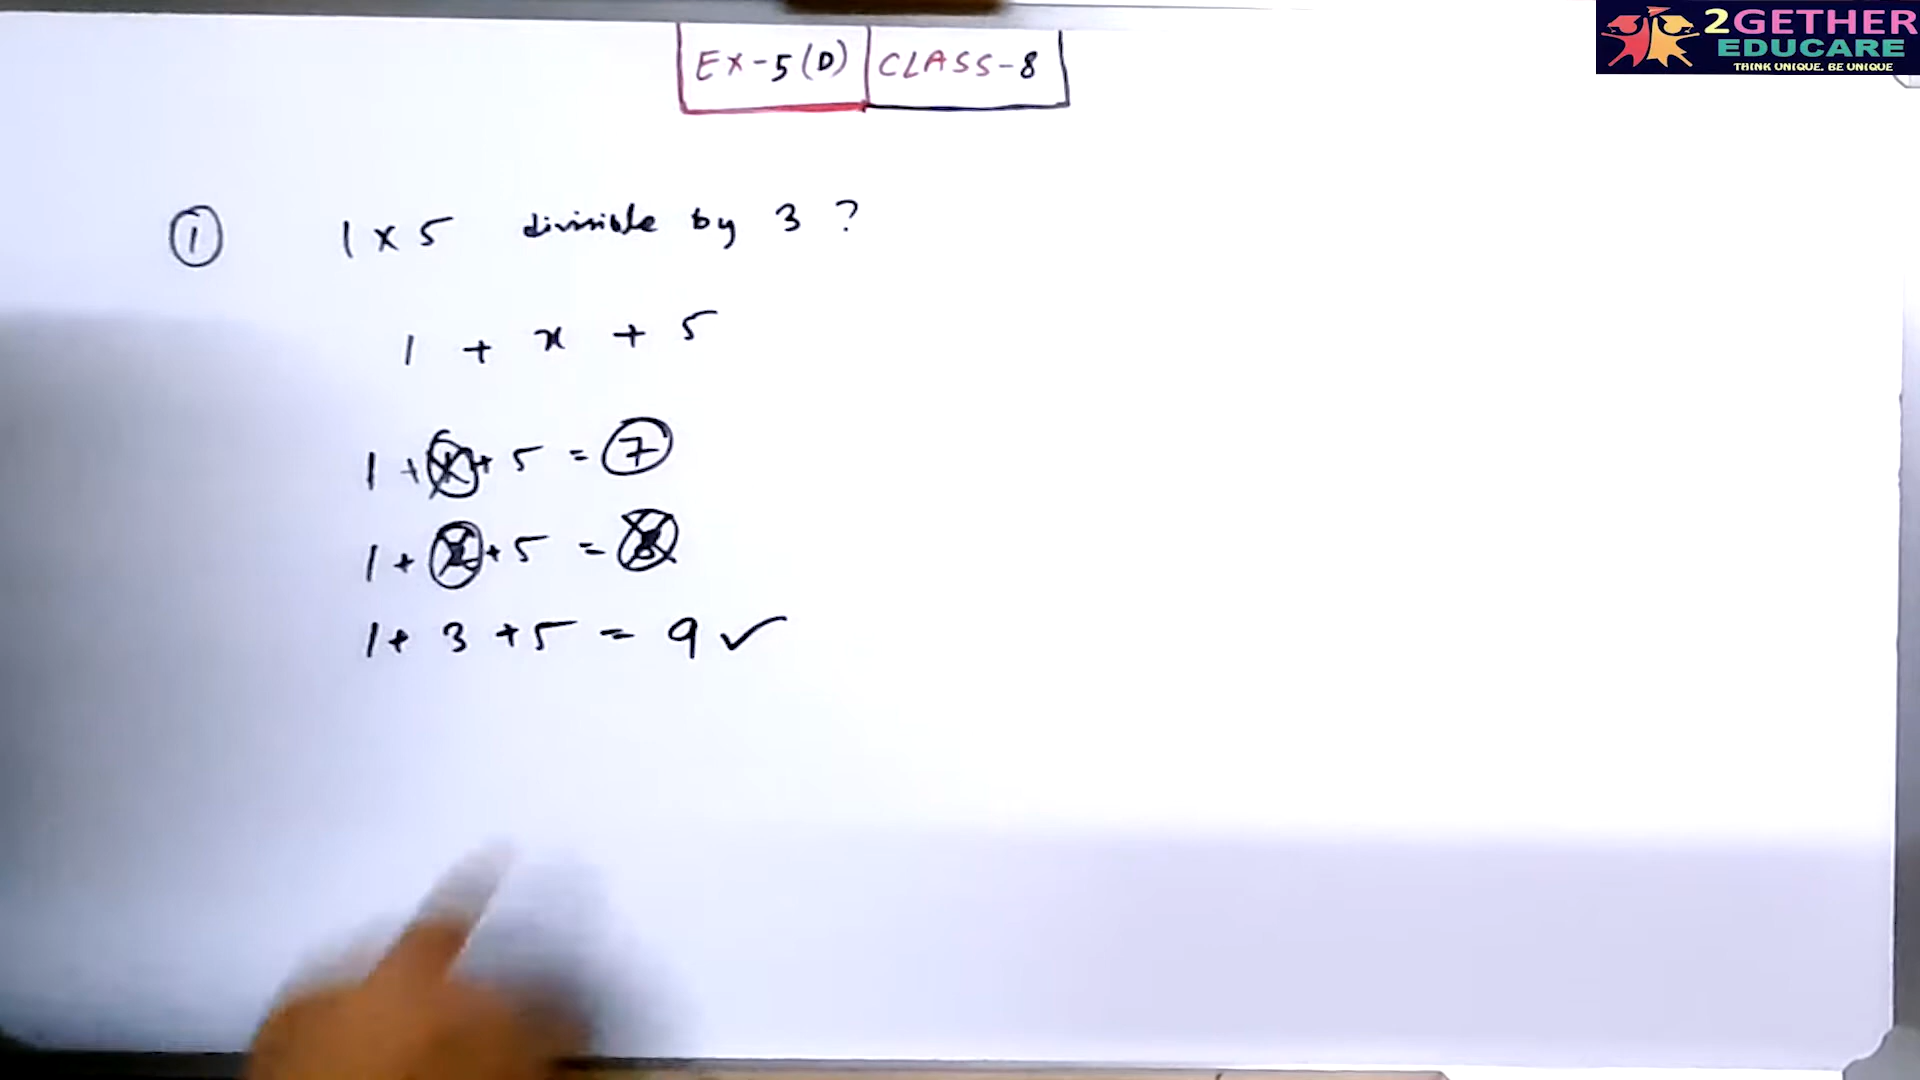 EX-5(D) CLASS-8
2GETHER
EDUCARE
THINK UNIQUE. BE UNIQUE
① 1x5 divisible by 3 ?
1 + x + 5
1 + 1 + 5 = 7
1 + 2 + 5 = 8
1 + 3 + 5 = 9 ✓